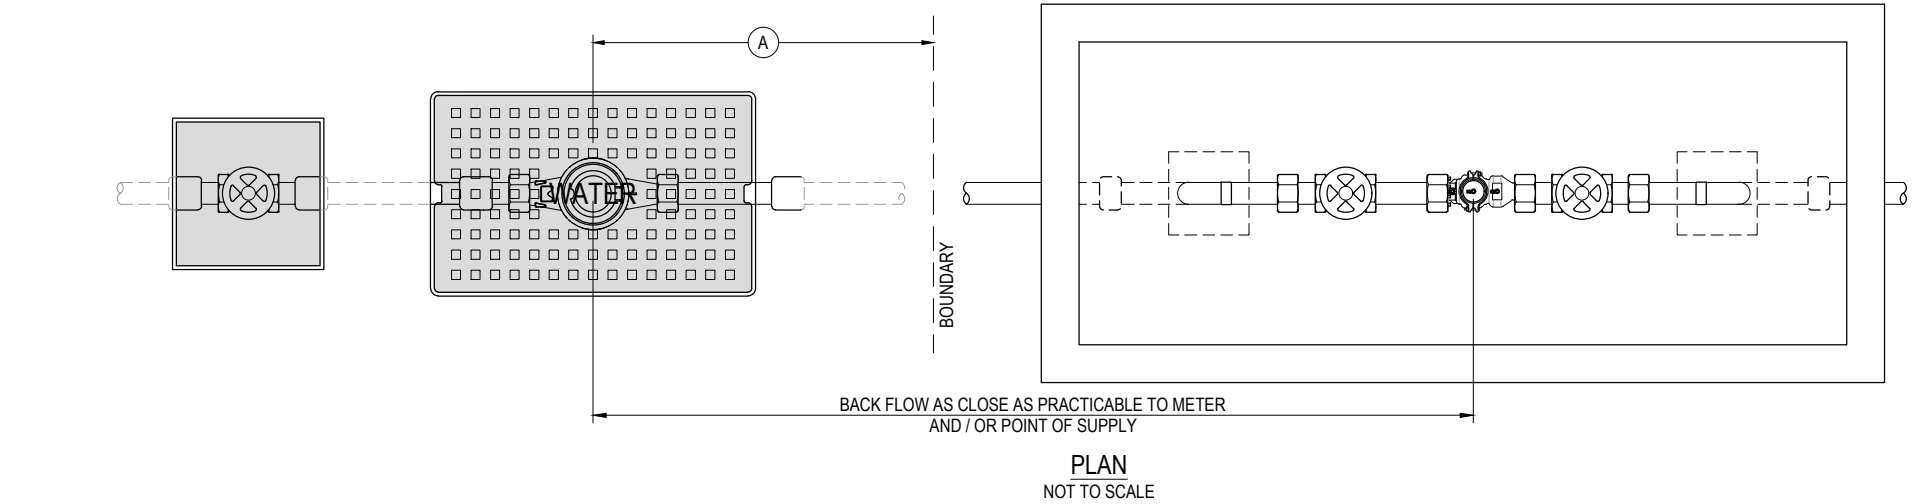 A
WATER
BOUNDARY
BACK FLOW AS CLOSE AS PRACTICABLE TO METER
AND / OR POINT OF SUPPLY
PLAN
NOT TO SCALE